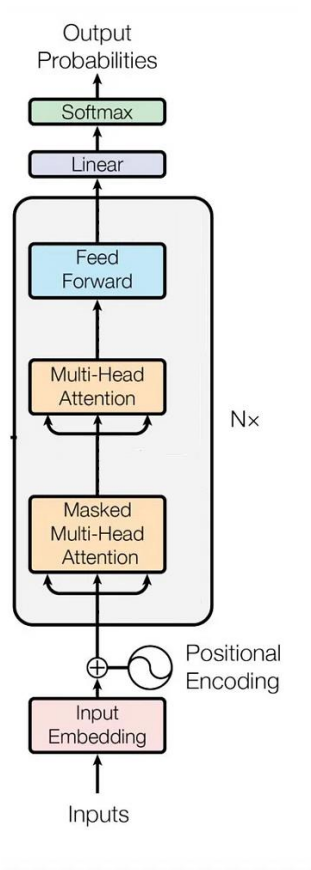 Output
Probabilities
Softmax
Linear
Feed
Forward
Multi-Head
Attention
N×
Masked
Multi-Head
Attention
Positional
Encoding
Input
Embedding
Inputs